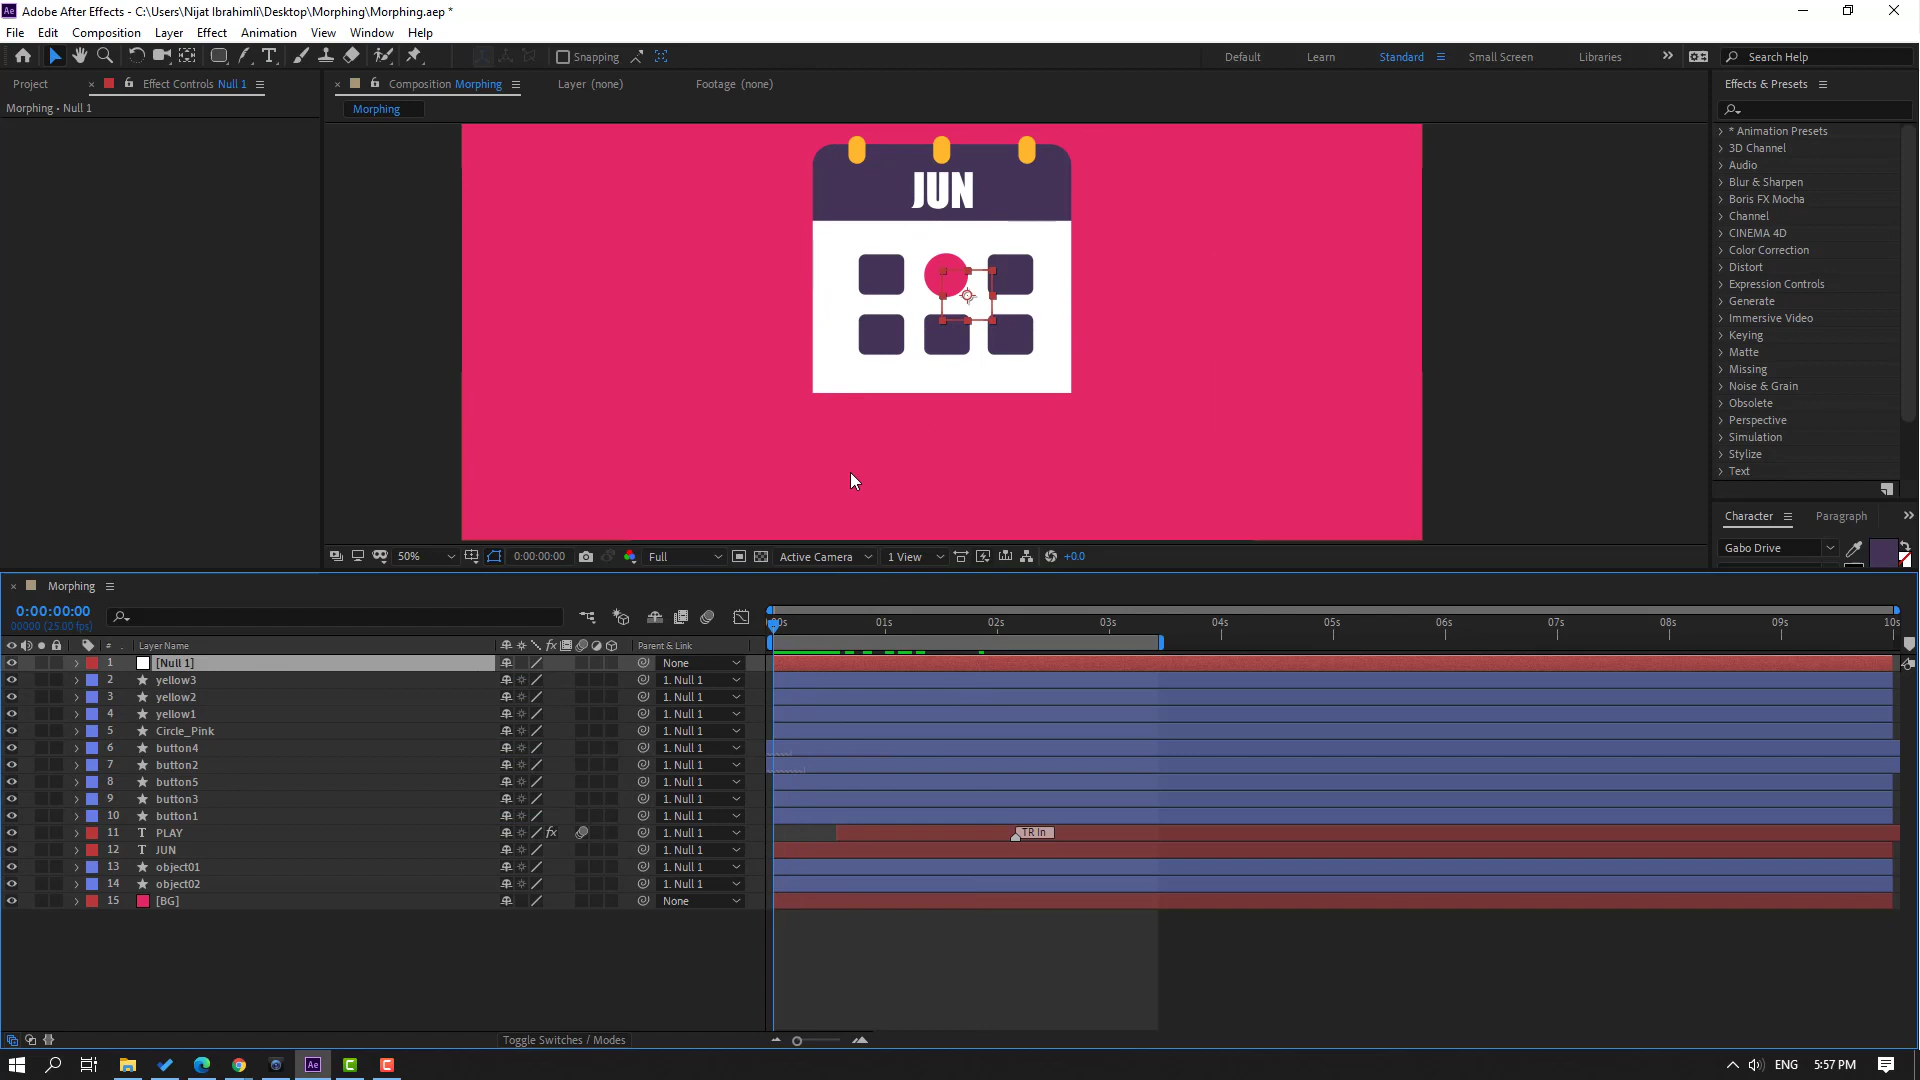 Adobe After Effects - C:\Users\Nijat Ibrahimli\Desktop\Morphing\Morphing.aep *
File Edit Composition Layer Effect Animation View Window Help
Snapping
Default Learn Standard Small Screen Libraries Search Help
Project Effect Controls Null 1
Composition Morphing Layer (none) Footage (none)
Effects & Presets
Morphing • Null 1
Morphing
JUN
* Animation Presets
3D Channel
Audio
Blur & Sharpen
Boris FX Mocha
Channel
CINEMA 4D
Color Correction
Distort
Expression Controls
Generate
Immersive Video
Keying
Matte
Missing
Noise & Grain
Obsolete
Perspective
Simulation
Stylize
Text
Character Paragraph
Gabo Drive
50% 0:00:00:00 Full Active Camera 1 View +0.0
Morphing
0:00:00:00
00000 (25.00 fps)
:00s 01s 02s 03s 04s 05s 06s 07s 08s 09s 10s
# Layer Name Parent & Link
1 [Null 1] None
2 yellow3 1. Null 1
3 yellow2 1. Null 1
4 yellow1 1. Null 1
5 Circle_Pink 1. Null 1
6 button4 1. Null 1
7 button2 1. Null 1
8 button5 1. Null 1
9 button3 1. Null 1
10 button1 1. Null 1
11 T PLAY fx 1. Null 1 TR In
12 T JUN 1. Null 1
13 object01 1. Null 1
14 object02 1. Null 1
15 [BG] None
Toggle Switches / Modes
Ae ENG 5:57 PM